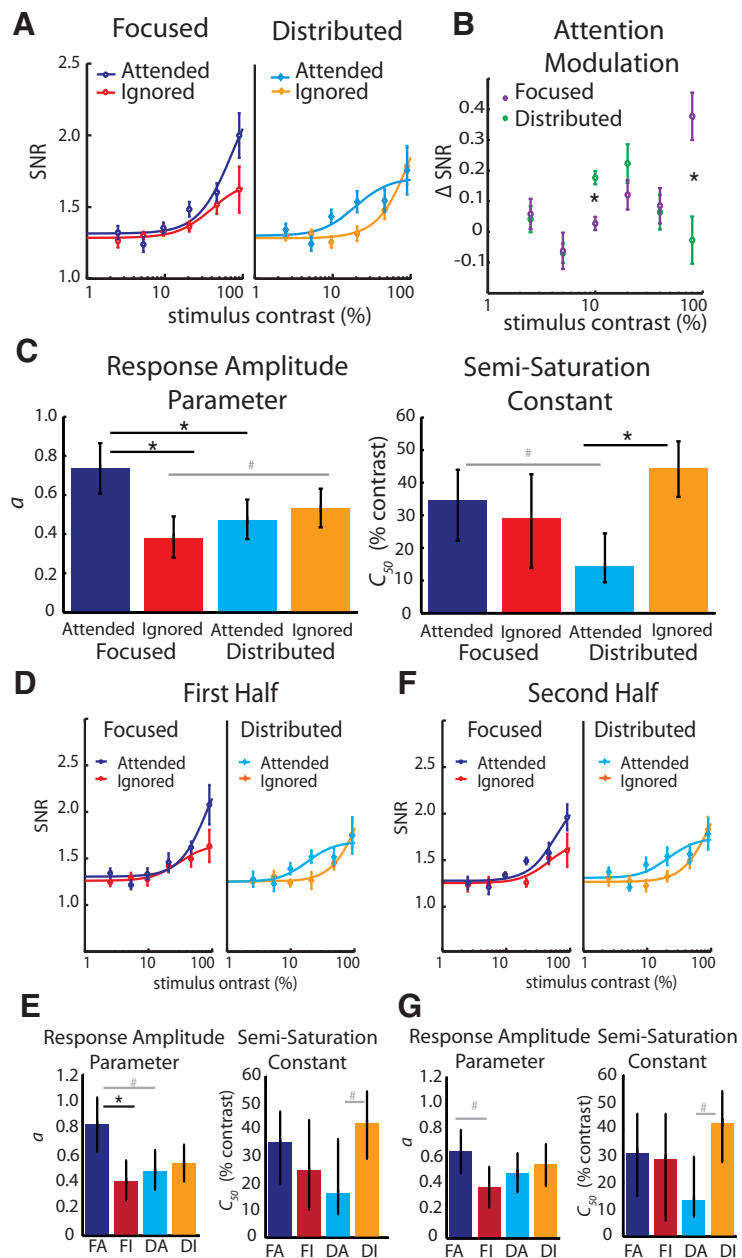 A
Focused
Distributed
2.5
2.0
1.5
1.0
SNR
Attended
Ignored
Attended
Ignored
1
10
100
1
10
100
stimulus contrast (%)
B
Attention
Modulation
Focused
Distributed
0.4
0.3
0.2
0.1
0
-0.1
Δ SNR
*
*
1
10
100
stimulus contrast (%)
C
Response Amplitude
Parameter
1.0
0.8
0.6
0.4
0.2
0
a
*
*
#
Attended
Ignored
Attended
Ignored
Focused
Distributed
Semi-Saturation
Constant
60
50
40
30
20
10
0
C50 (% contrast)
#
*
Attended
Ignored
Attended
Ignored
Focused
Distributed
D
First Half
Focused
Distributed
2.5
2.0
1.5
1.0
SNR
Attended
Ignored
Attended
Ignored
1
10
100
1
10
100
stimulus ontrast (%)
F
Second Half
Focused
Distributed
2.5
2.0
1.5
1.0
SNR
Attended
Ignored
Attended
Ignored
1
10
100
1
10
100
stimulus contrast (%)
E
Response Amplitude
Parameter
1.2
1.0
0.8
0.6
0.4
0.2
0
a
#
*
FA
FI
DA
DI
Semi-Saturation
Constant
60
50
40
30
20
10
0
C50 (% contrast)
#
FA
FI
DA
DI
G
Response Amplitude
Parameter
1.2
1.0
0.8
0.6
0.4
0.2
0
a
#
FA
FI
DA
DI
Semi-Saturation
Constant
60
50
40
30
20
10
0
C50 (% contrast)
#
FA
FI
DA
DI